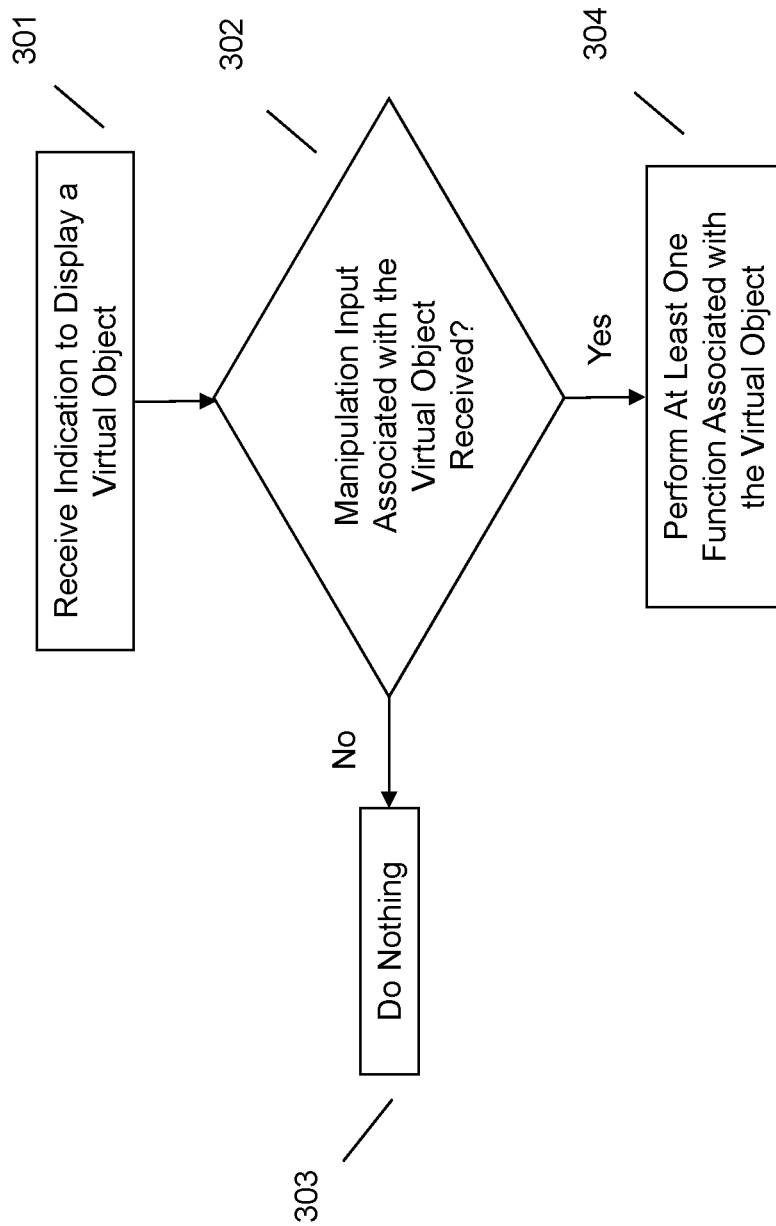 301
Receive Indication to Display a
Virtual Object
302
Manipulation Input
Associated with the
Virtual Object
Received?
No
Do Nothing
303
Yes
304
Perform At Least One
Function Associated with
the Virtual Object